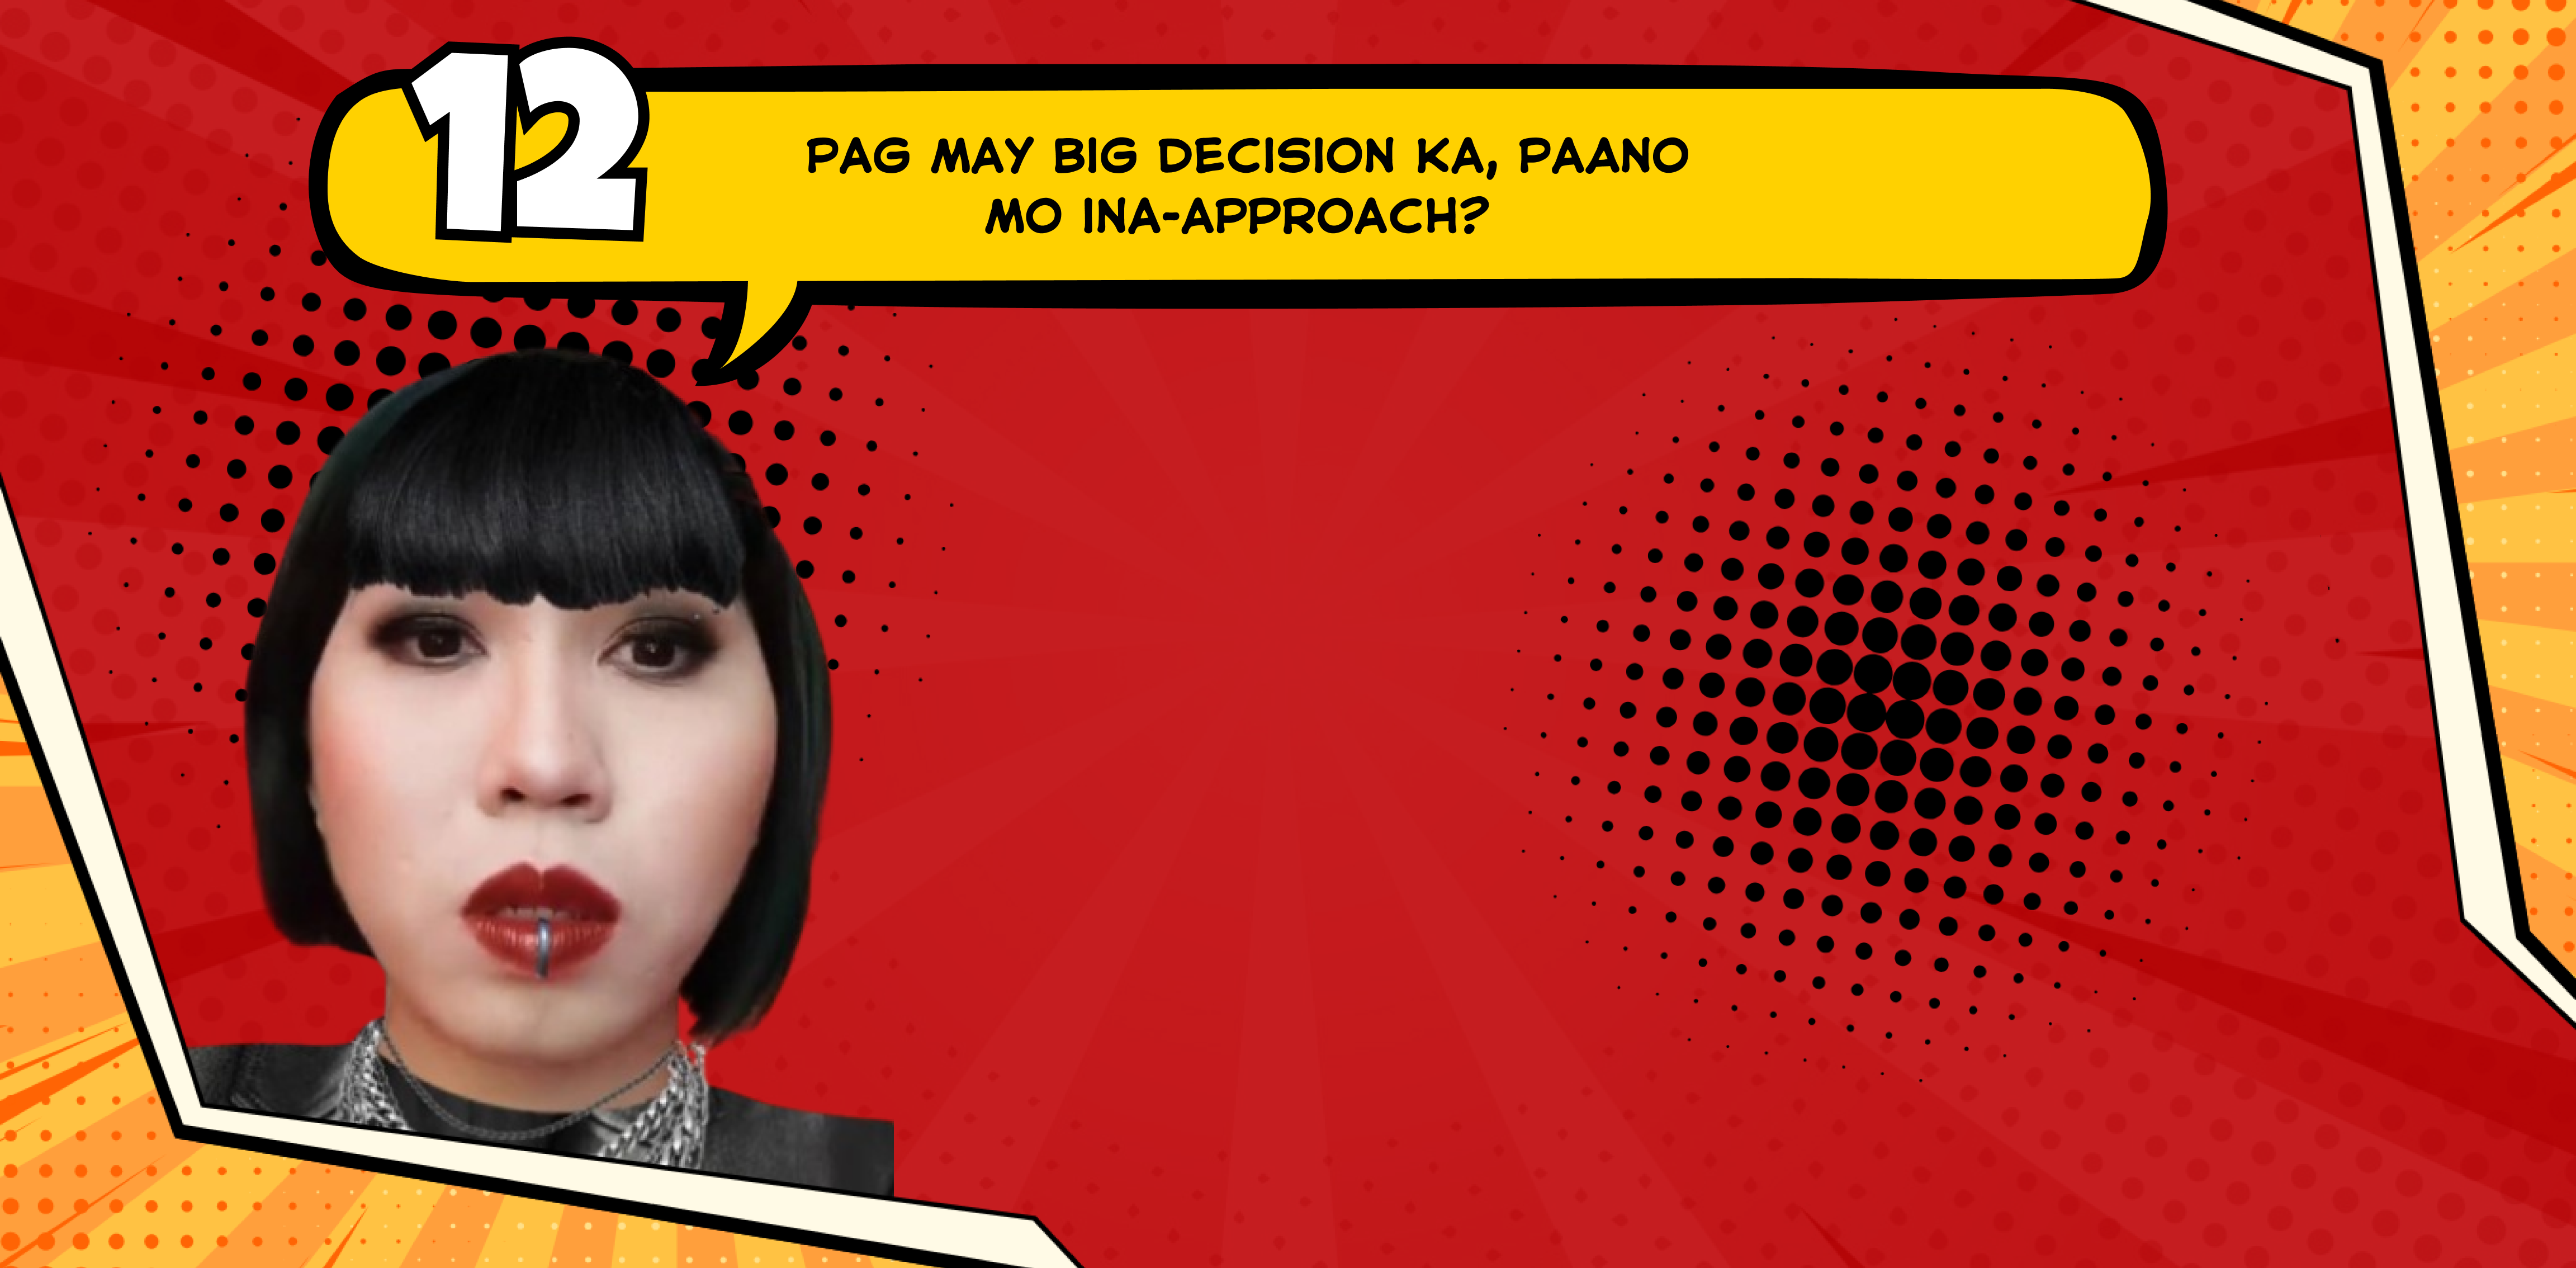 12
PAG MAY BIG DECISION KA, PAANO
MO INA-APPROACH?